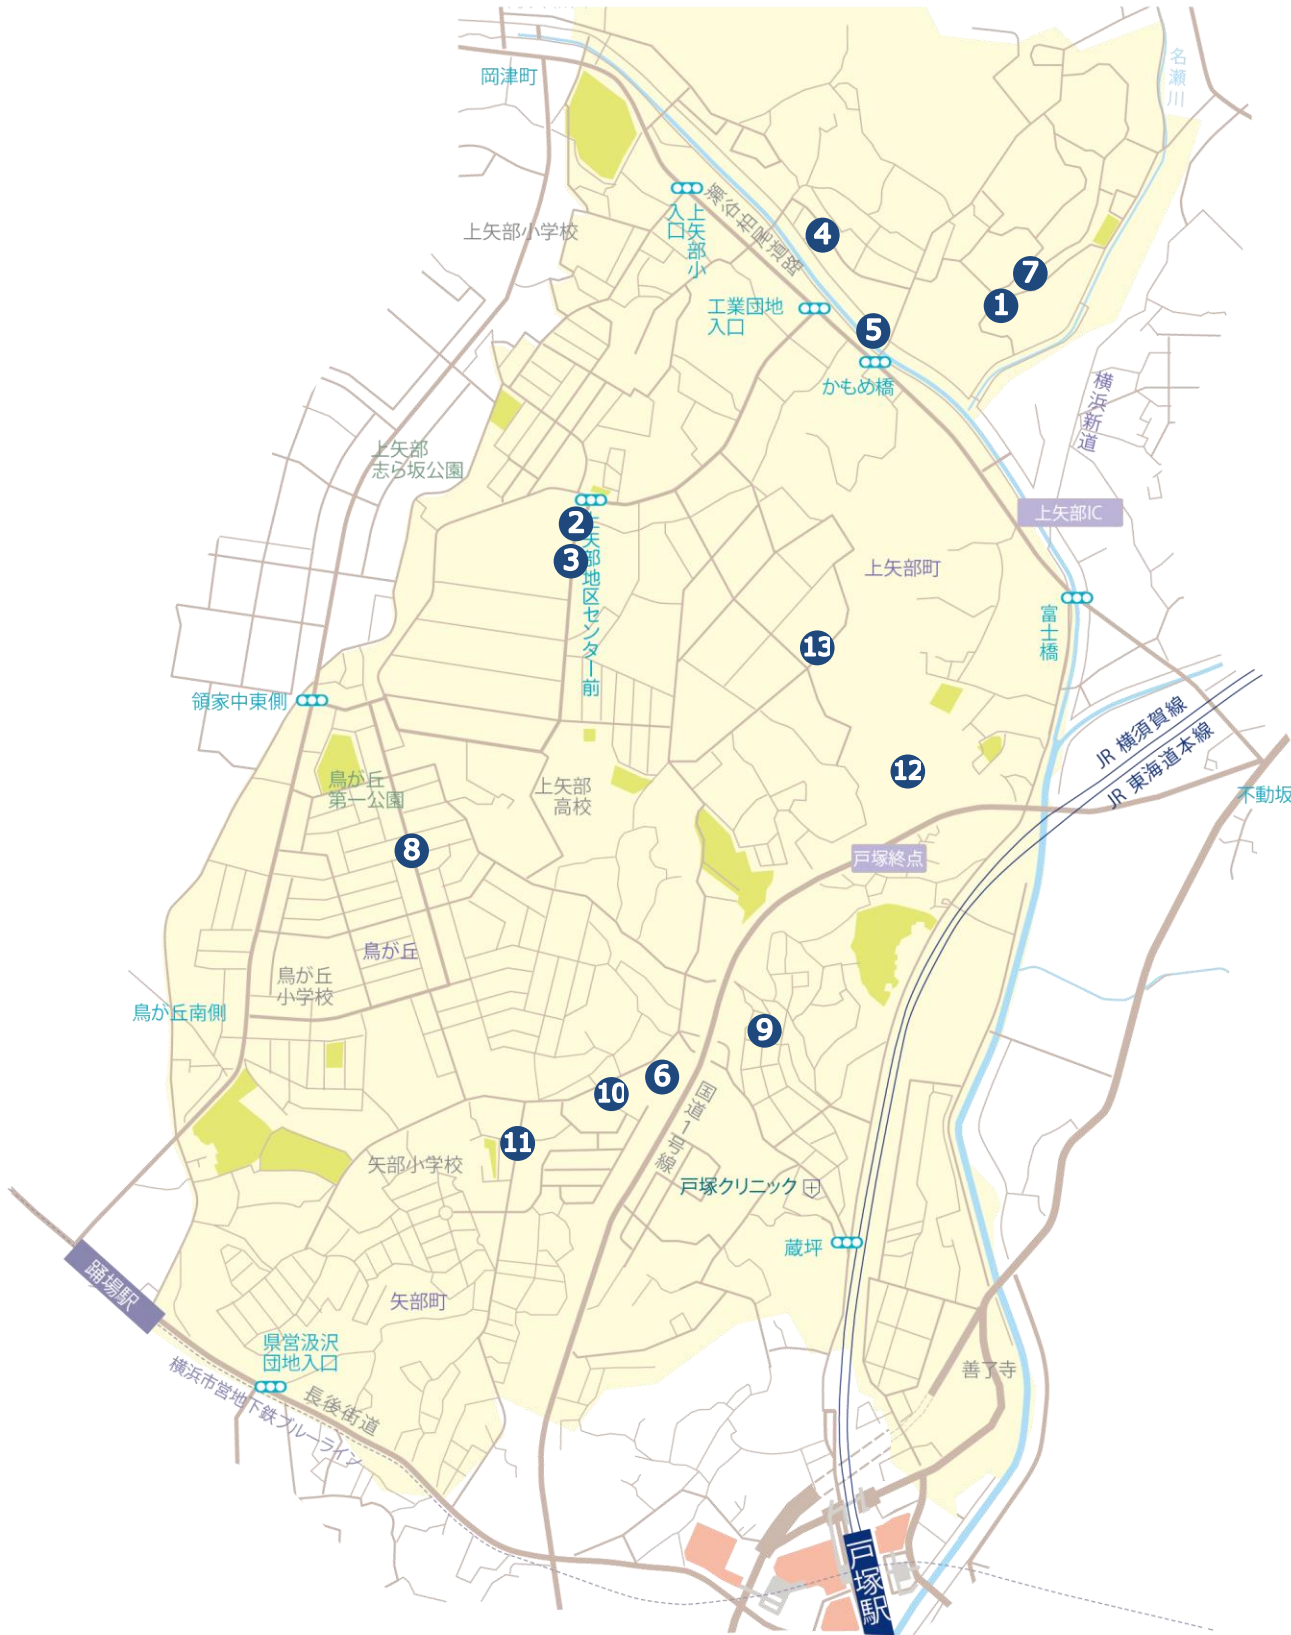 岡津町
名瀬川
瀬谷柏尾道路
上矢部小
入口
上矢部小学校
4
7
1
工業団地
入口
5
かもめ橋
横浜新道
上矢部
志ら坂公園
2
3
上矢部地区センター前
上矢部IC
上矢部町
富士橋
13
領家中東側
JR 横須賀線
JR 東海道本線
12
鳥が丘
第一公園
上矢部
高校
不動坂
8
戸塚終点
鳥が丘
鳥が丘
小学校
鳥が丘南側
9
6
10
国道1号線
11
矢部小学校
戸塚クリニック
蔵坪
踊場駅
矢部町
県営汲沢
団地入口
横浜市営地下鉄ブルーライン
長後街道
善了寺
戸塚駅